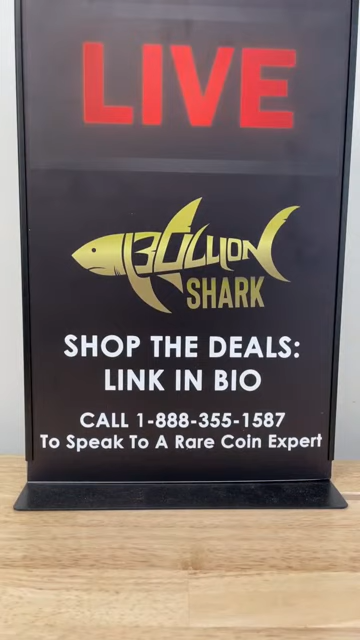 LIVE
BULLION
SHARK
SHOP THE DEALS:
LINK IN BIO
CALL 1-888-355-1587
To Speak To A Rare Coin Expert